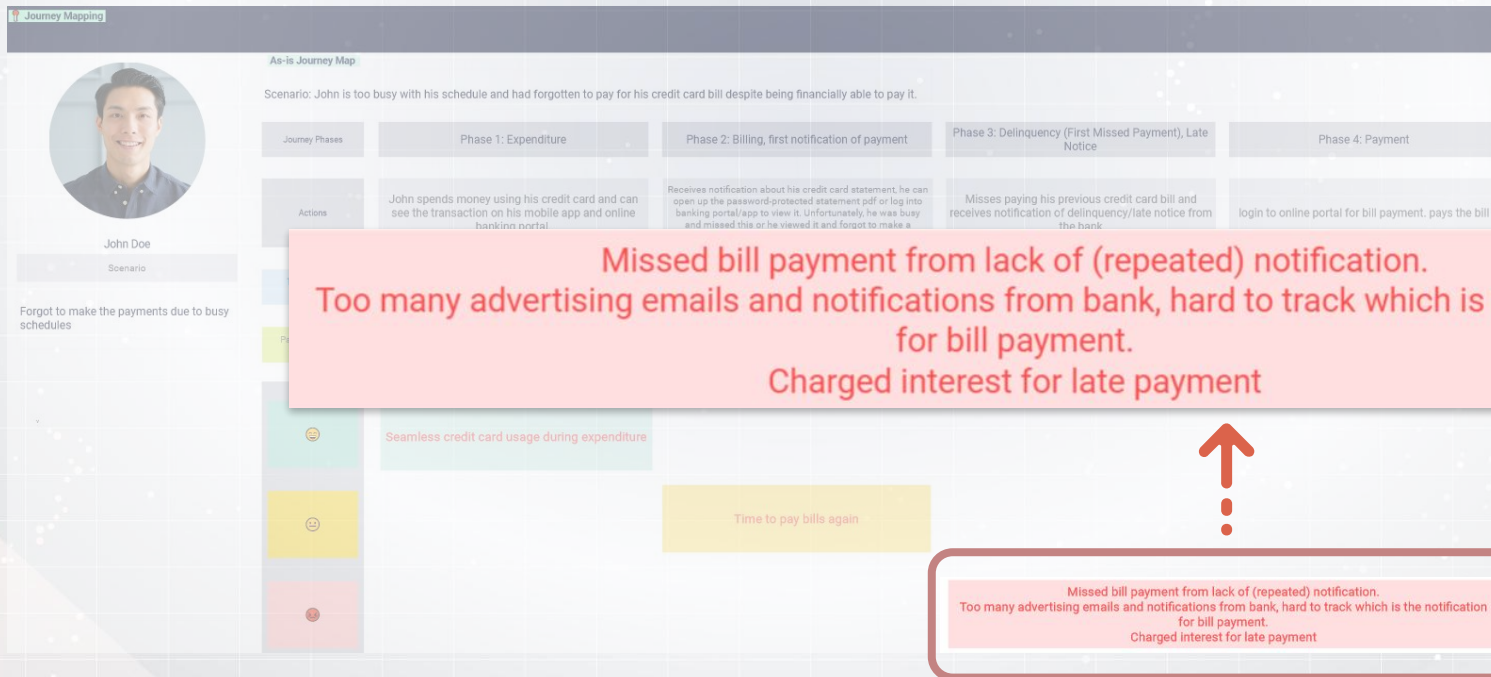 Journey Mapping
As-is Journey Map
Scenario: John is too busy with his schedule and had forgotten to pay for his credit card bill despite being financially able to pay it.
John Doe
Scenario
Forgot to make the payments due to busy
schedules
Journey Phases
Phase 1: Expenditure
Phase 2: Billing, first notification of payment
Phase 3: Delinquency (First Missed Payment), Late
Notice
Phase 4: Payment
Actions
John spends money using his credit card and can
see the transaction on his mobile app and online
banking portal
Receives notification about his credit card statement, he can
open up the password-protected statement pdf or log into
banking portal/app to view it. Unfortunately, he was busy
and missed this or he viewed it and forgot to make a
Misses paying his previous credit card bill and
receives notification of delinquency/late notice from
the bank
login to online portal for bill payment. pays the bill
Missed bill payment from lack of (repeated) notification.
Too many advertising emails and notifications from bank, hard to track which is
for bill payment.
Charged interest for late payment
Seamless credit card usage during expenditure
Time to pay bills again
Missed bill payment from lack of (repeated) notification.
Too many advertising emails and notifications from bank, hard to track which is the notification
for bill payment.
Charged interest for late payment